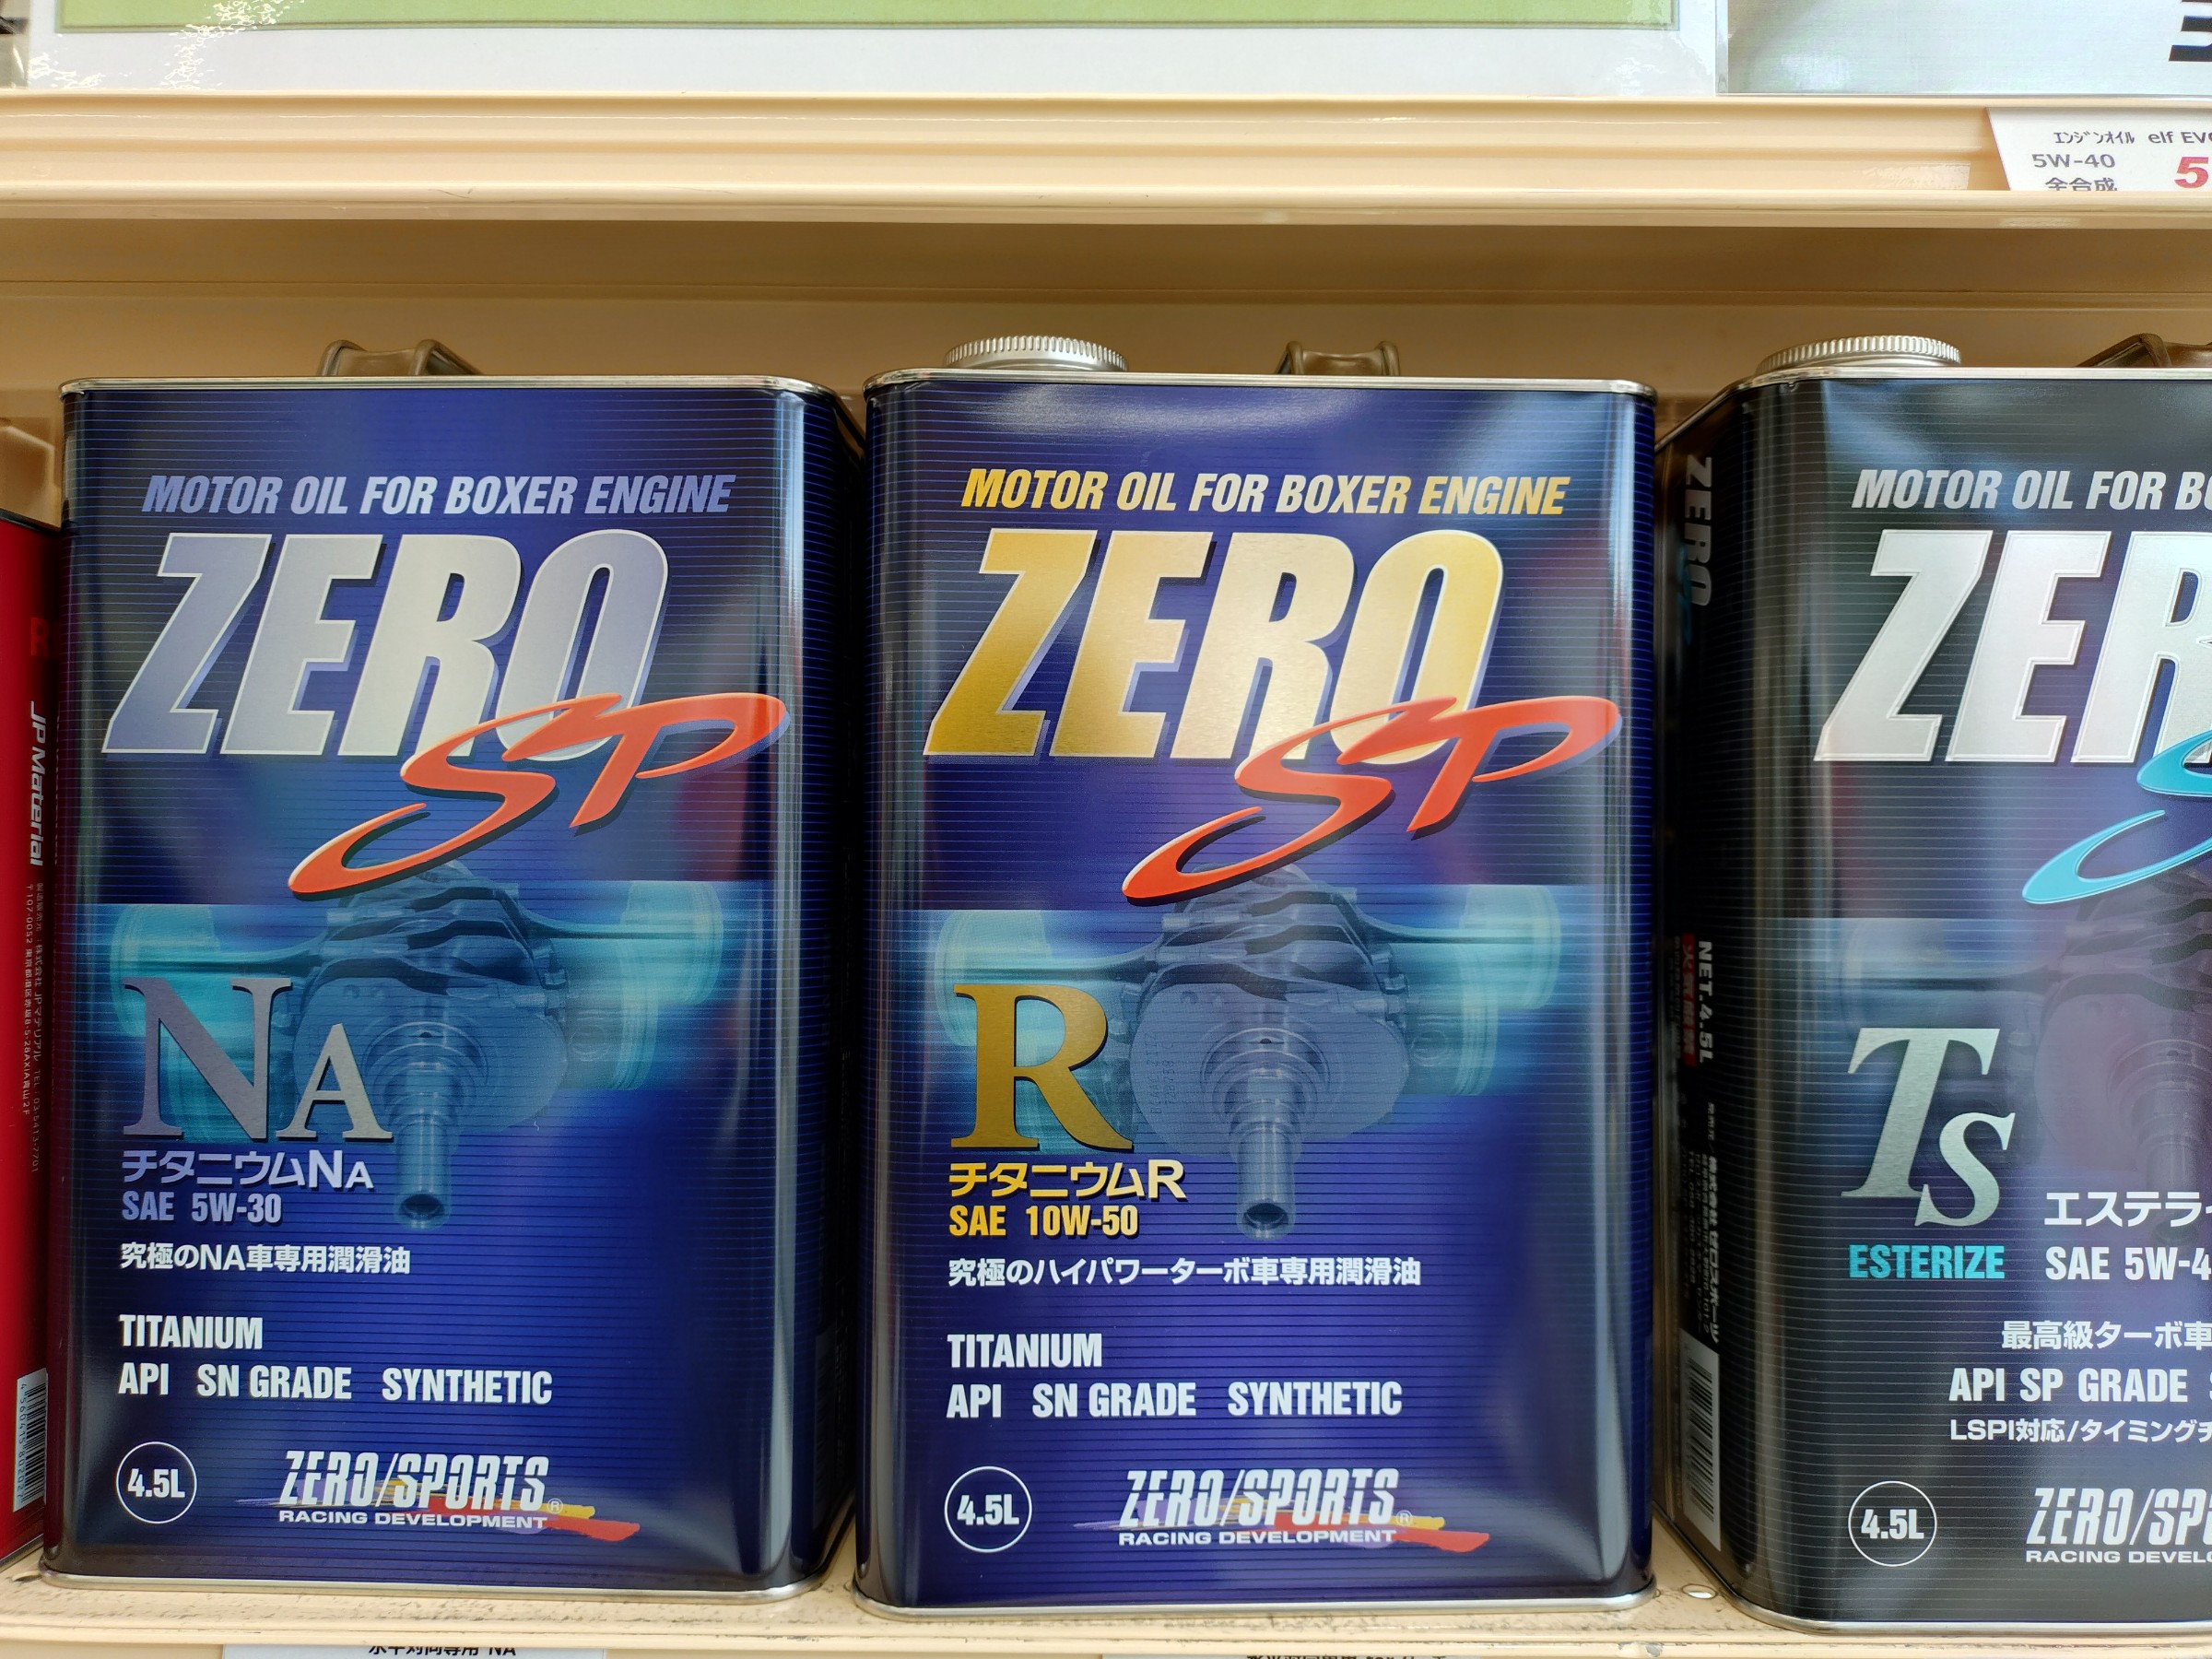 ｴﾝｼﾞﾝｵｲﾙ elf
5W-40
全合成
5
JP Material
MOTOR OIL FOR BOXER ENGINE
ZERO
SP
NA
チタニウムNA
SAE 5W-30
究極のNA車専用潤滑油
TITANIUM
API SN GRADE SYNTHETIC
4.5L
ZERO/SPORTS®
RACING DEVELOPMENT
MOTOR OIL FOR BOXER ENGINE
ZERO
SP
R
チタニウムR
SAE 10W-50
究極のハイパワーターボ車専用潤滑油
TITANIUM
API SN GRADE SYNTHETIC
4.5L
ZERO/SPORTS®
RACING DEVELOPMENT
ZERO
NET.4.5L
MOTOR OIL FOR
ZER
TS
エステラ
ESTERIZE SAE 5W-4
最高級ターボ車
API SP GRADE
LSPI対応/タイミング
4.5L
ZERO/SP
RACING DEVEL